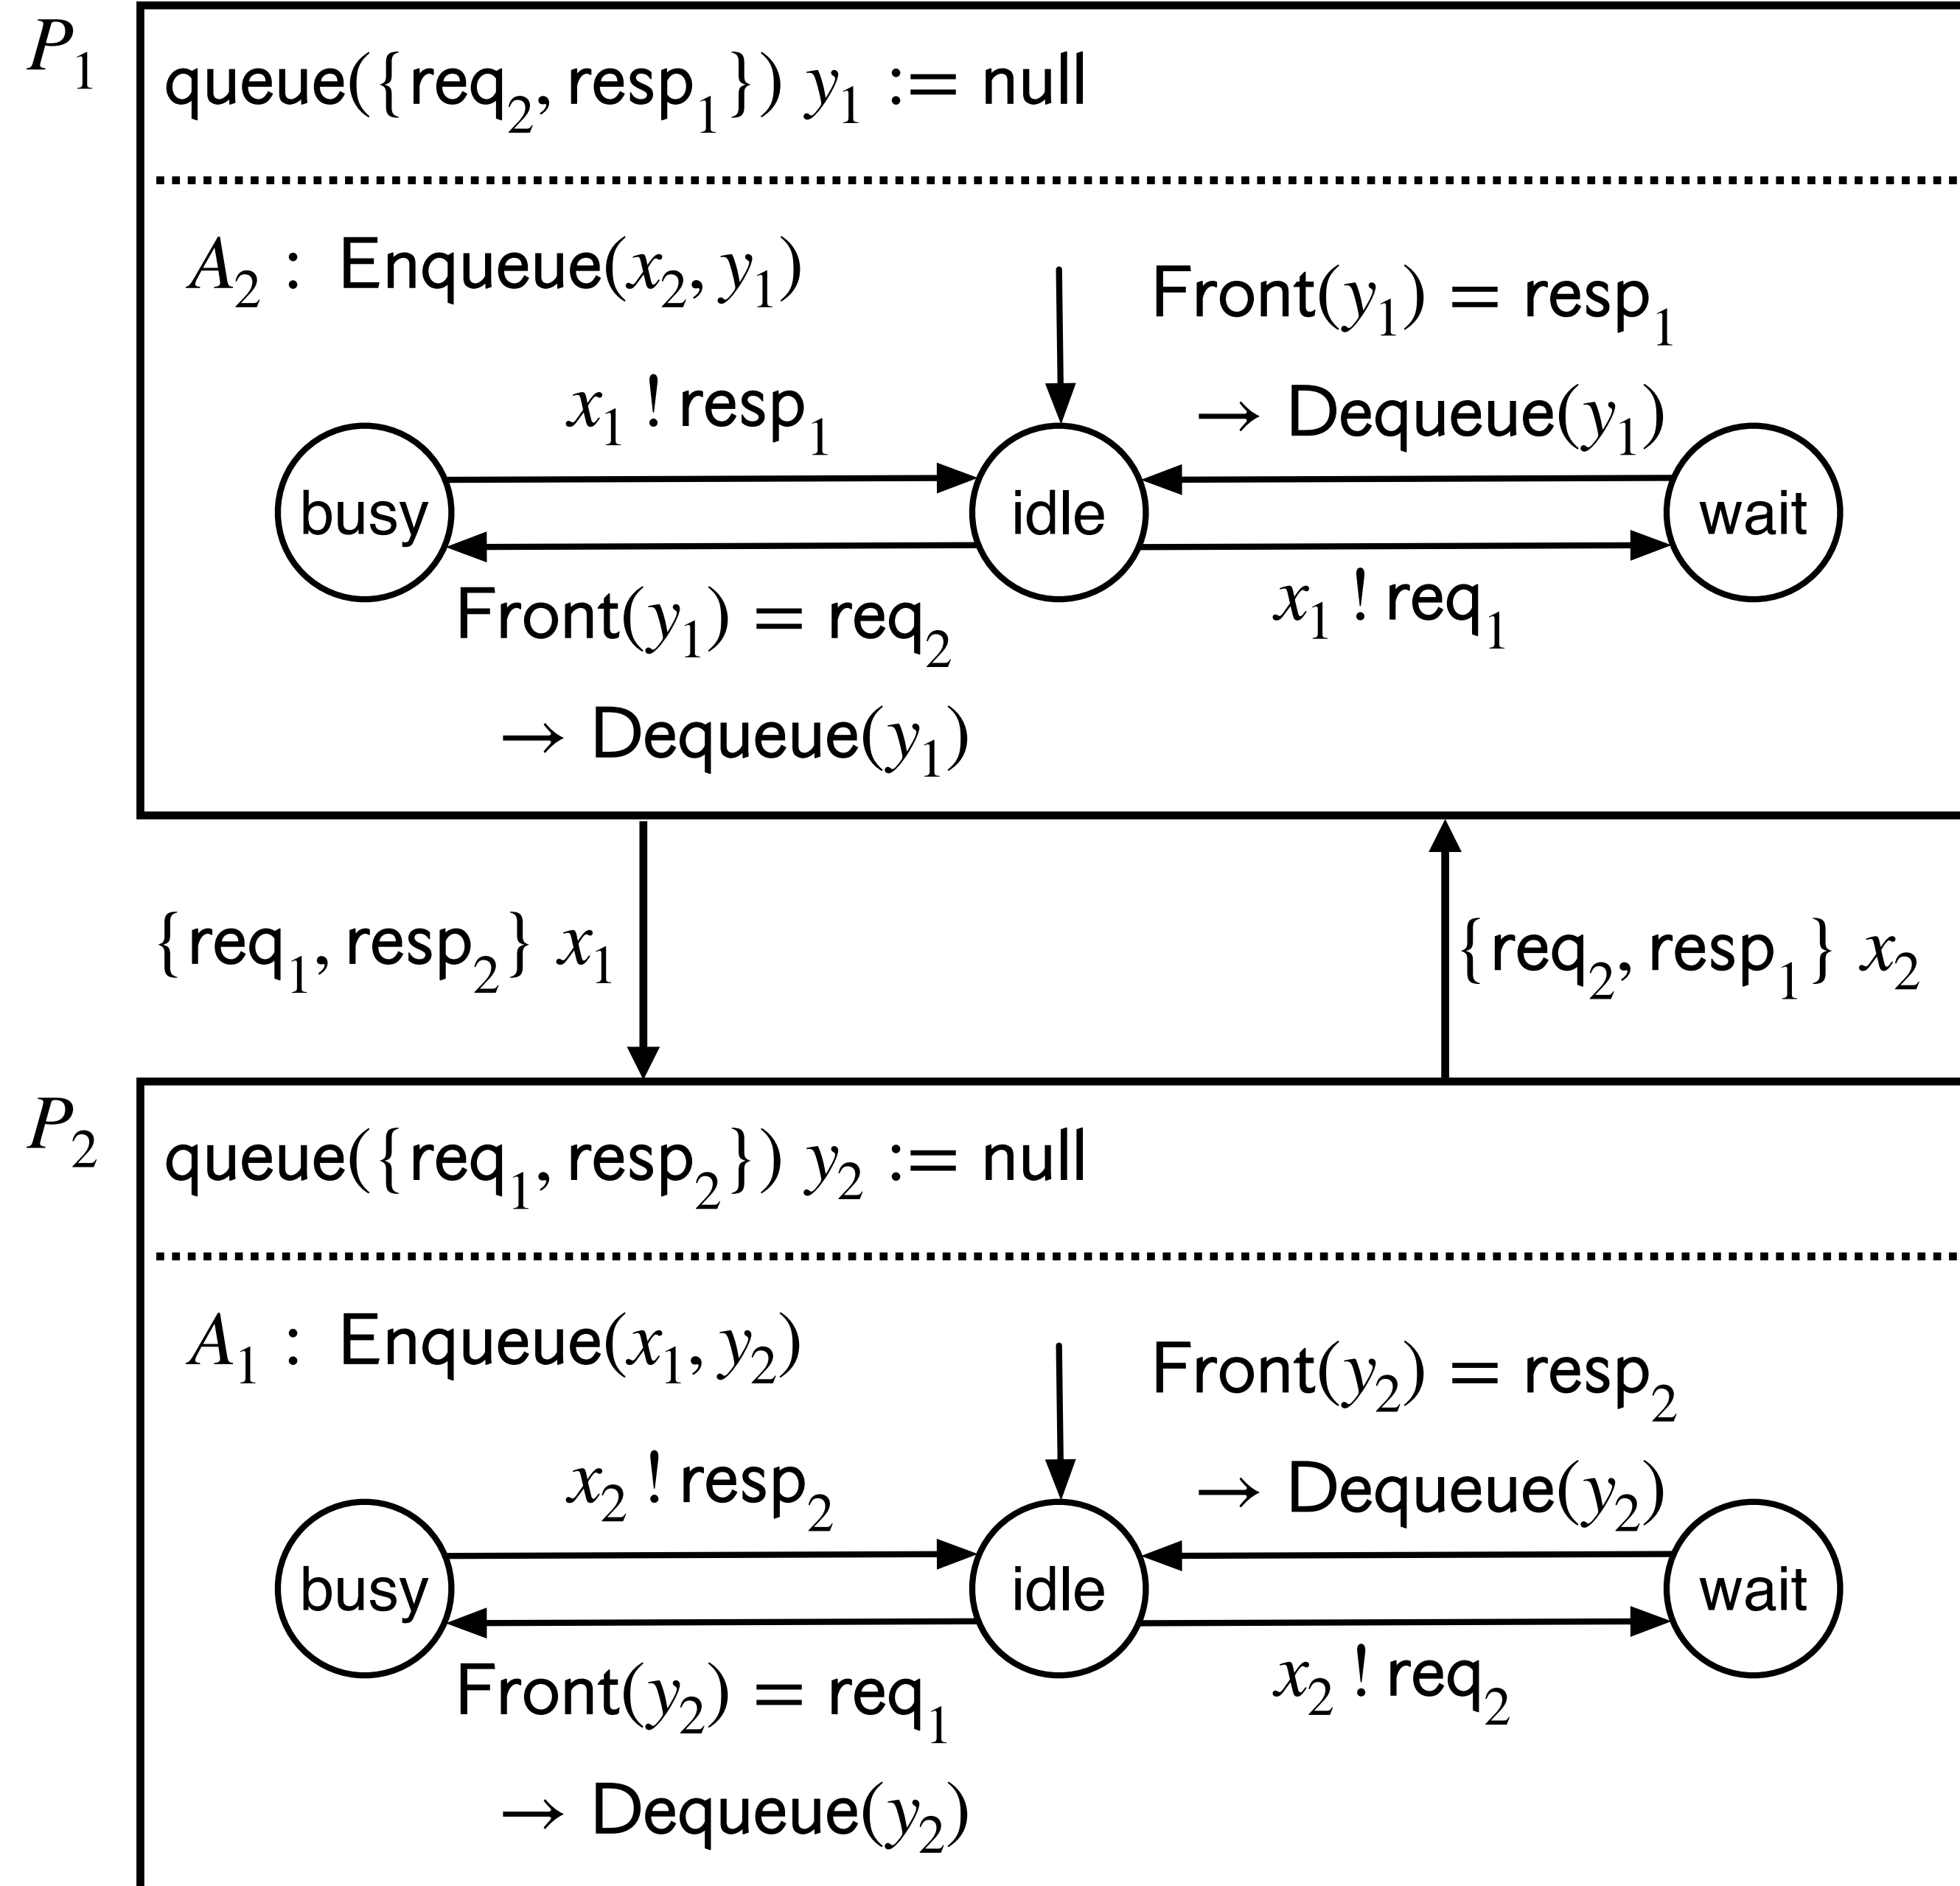 P₁
queue({req₂, resp₁}) y₁ := null
A₂ : Enqueue(x₂, y₁)
Front(y₁) = resp₁
→ Dequeue(y₁)
x₁ ! resp₁
busy
idle
wait
Front(y₁) = req₂
→ Dequeue(y₁)
x₁ ! req₁
{req₁, resp₂} x₁
{req₂, resp₁} x₂
P₂
queue({req₁, resp₂}) y₂ := null
A₁ : Enqueue(x₁, y₂)
Front(y₂) = resp₂
→ Dequeue(y₂)
x₂ ! resp₂
busy
idle
wait
Front(y₂) = req₁
→ Dequeue(y₂)
x₂ ! req₂